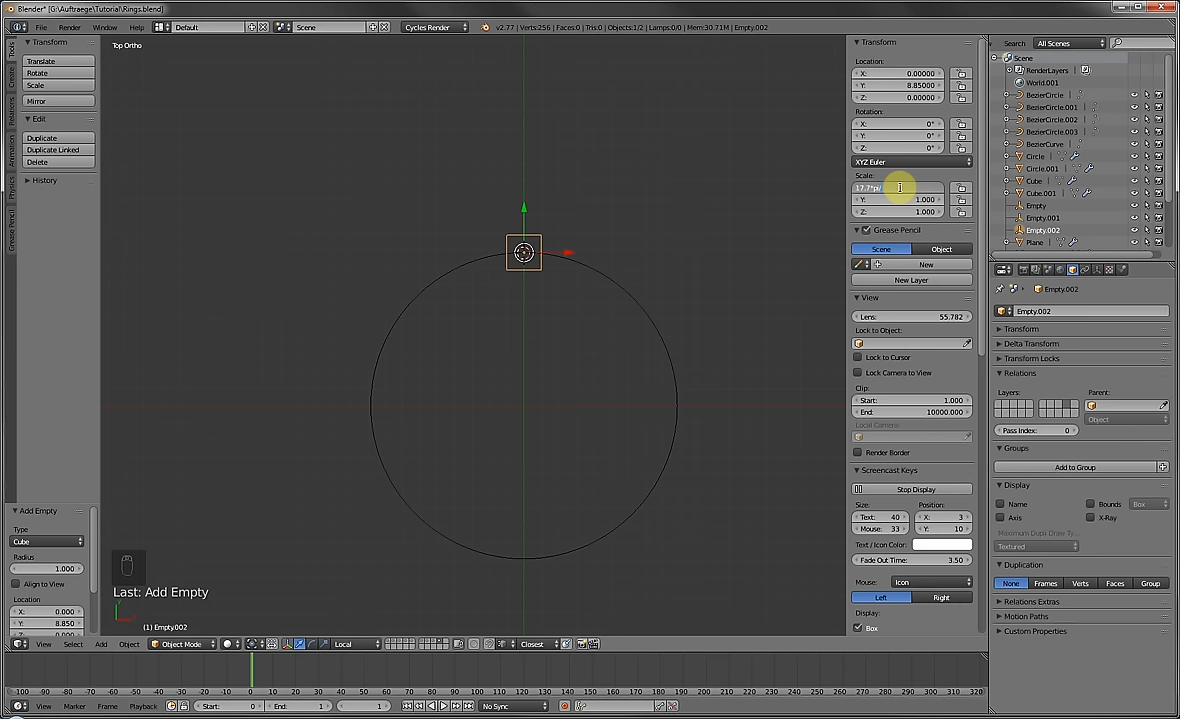 Blender* [G:\Auftraege\Tutorial\Rings.blend]
File Render Window Help Default Scene Cycles Render v2.77 | Verts:256 | Faces:0 | Tris:0 | Objects:1/2 | Lamps:0/0 | Mem:30.71M | Empty.002
Tools
Create
Relations
Animation
Physics
Grease Pencil
Transform
Translate
Rotate
Scale
Mirror
Edit
Duplicate
Duplicate Linked
Delete
History
Add Empty
Type
Cube
Radius
1.000
Align to View
Location
X: 0.000
Y: 8.850
Top Ortho
Last: Add Empty
(1) Empty.002
Transform
Location:
X: 0.00000
Y: 8.85000
Z: 0.00000
Rotation:
X: 0°
Y: 0°
Z: 0°
XYZ Euler
Scale:
17.7*pi/
Y: 1.000
Z: 1.000
Grease Pencil
Scene Object
New
New Layer
View
Lens: 55.782
Lock to Object:
Lock to Cursor
Lock Camera to View
Clip:
Start: 1.000
End: 10000.000
Local Camera:
Render Border
Screencast Keys
Stop Display
Size: Position:
Text: 40 X: 3
Mouse: 33 Y: 10
Text / Icon Color:
Fade Out Time: 3.50
Mouse: Icon
Left Right
Display:
Box
Search All Scenes
Scene
RenderLayers |
World.001
BezierCircle |
BezierCircle.001 |
BezierCircle.002 |
BezierCircle.003 |
BezierCurve |
Circle |
Circle.001 |
Cube |
Cube.001 |
Empty
Empty.001
Empty.002
Plane |
Empty.002
Empty.002
Transform
Delta Transform
Transform Locks
Relations
Layers: Parent:
Object
Pass Index: 0
Groups
Add to Group
Display
Name Bounds Box
Axis X-Ray
Maximum Dupli Draw Ty...
Textured
Duplication
None Frames Verts Faces Group
Relations Extras
Motion Paths
Custom Properties
View Select Add Object Object Mode Local Closest
-100 -90 -80 -70 -60 -50 -40 -30 -20 -10 0 10 20 30 40 50 60 70 80 90 100 110 120 130 140 150 160 170 180 190 200 210 220 230 240 250 260 270 280 290 300 310 320
View Marker Frame Playback Start: 0 End: 1 1 No Sync